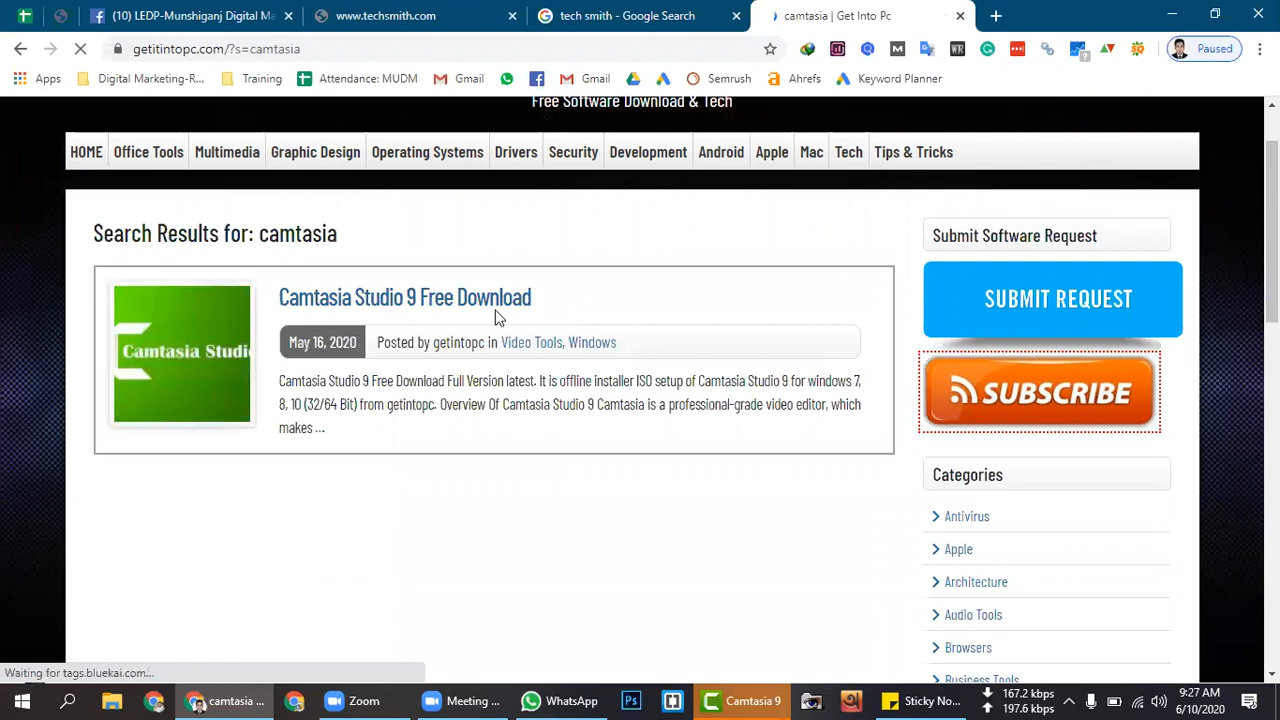 (10) LEDP-Munshiganj Digital Ma
www.techsmith.com
tech smith - Google Search
camtasia | Get Into Pc
getitintopc.com/?s=camtasia
Paused
Apps
Digital Marketing-R...
Training
Attendance: MUDM
Gmail
Gmail
Semrush
Ahrefs
Keyword Planner
Free Software Download & Tech
HOME Office Tools Multimedia Graphic Design Operating Systems Drivers Security Development Android Apple Mac Tech Tips & Tricks
Search Results for: camtasia
Camtasia Studio
Camtasia Studio 9 Free Download
May 16, 2020 Posted by getintopc in Video Tools, Windows
Camtasia Studio 9 Free Download Full Version latest. It is offline installer ISO setup of Camtasia Studio 9 for windows 7,
8, 10 (32/64 Bit) from getintopc. Overview Of Camtasia Studio 9 Camtasia is a professional-grade video editor, which
makes ...
Submit Software Request
SUBMIT REQUEST
SUBSCRIBE
Categories
Antivirus
Apple
Architecture
Audio Tools
Browsers
Business Tools
Waiting for tags.bluekai.com...
camtasia ...
Zoom
Meeting ...
WhatsApp
Ps
Camtasia 9
Sticky No...
167.2 kbps
197.6 kbps
9:27 AM
6/10/2020